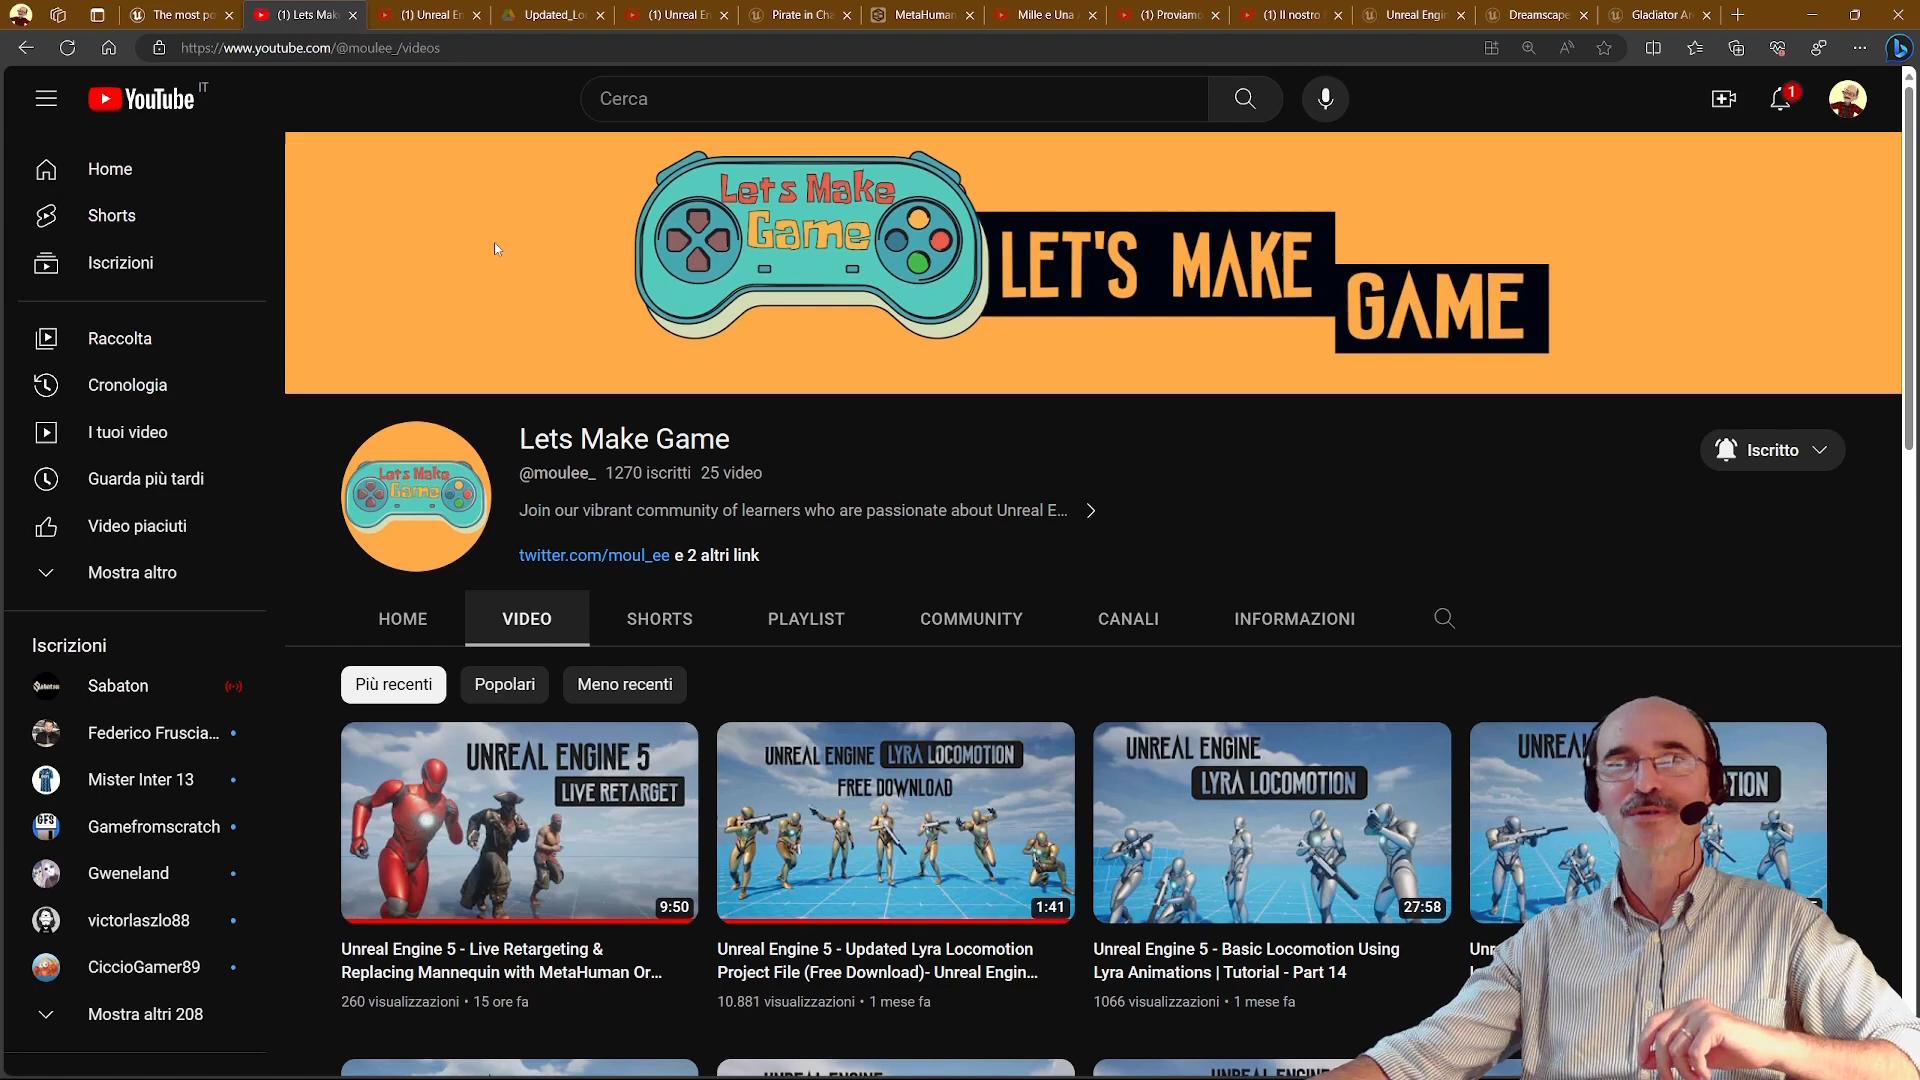 The most po
(1) Lets Mak
(1) Unreal En
Updated_Lo
(1) Unreal E
Pirate in Cha
MetaHuman
Mille e Una
(1) Proviamo
(1) Il nostro
Unreal Engin
Dreamscape
Gladiator Ar
https://www.youtube.com/@moulee_/videos
YouTube IT
Cerca
1
Home
Shorts
Iscrizioni
Raccolta
Cronologia
I tuoi video
Guarda più tardi
Video piaciuti
Mostra altro
Iscrizioni
Sabaton
Federico Fruscia...
Mister Inter 13
Gamefromscratch
Gweneland
victorlaszlo88
CiccioGamer89
Mostra altri 208
Lets Make
Game
LET'S MAKE
GAME
Lets Make
Game
Lets Make Game
@moulee_ 1270 iscritti 25 video
Join our vibrant community of learners who are passionate about Unreal E...
twitter.com/moul_ee e 2 altri link
Iscritto
HOME
VIDEO
SHORTS
PLAYLIST
COMMUNITY
CANALI
INFORMAZIONI
Più recenti
Popolari
Meno recenti
UNREAL ENGINE 5
LIVE RETARGET
9:50
Unreal Engine 5 - Live Retargeting &
Replacing Mannequin with MetaHuman Or...
260 visualizzazioni • 15 ore fa
UNREAL ENGINE LYRA LOCOMOTION
FREE DOWNLOAD
1:41
Unreal Engine 5 - Updated Lyra Locomotion
Project File (Free Download)- Unreal Engin...
10.881 visualizzazioni • 1 mese fa
UNREAL ENGINE
LYRA LOCOMOTION
27:58
Unreal Engine 5 - Basic Locomotion Using
Lyra Animations | Tutorial - Part 14
1066 visualizzazioni • 1 mese fa